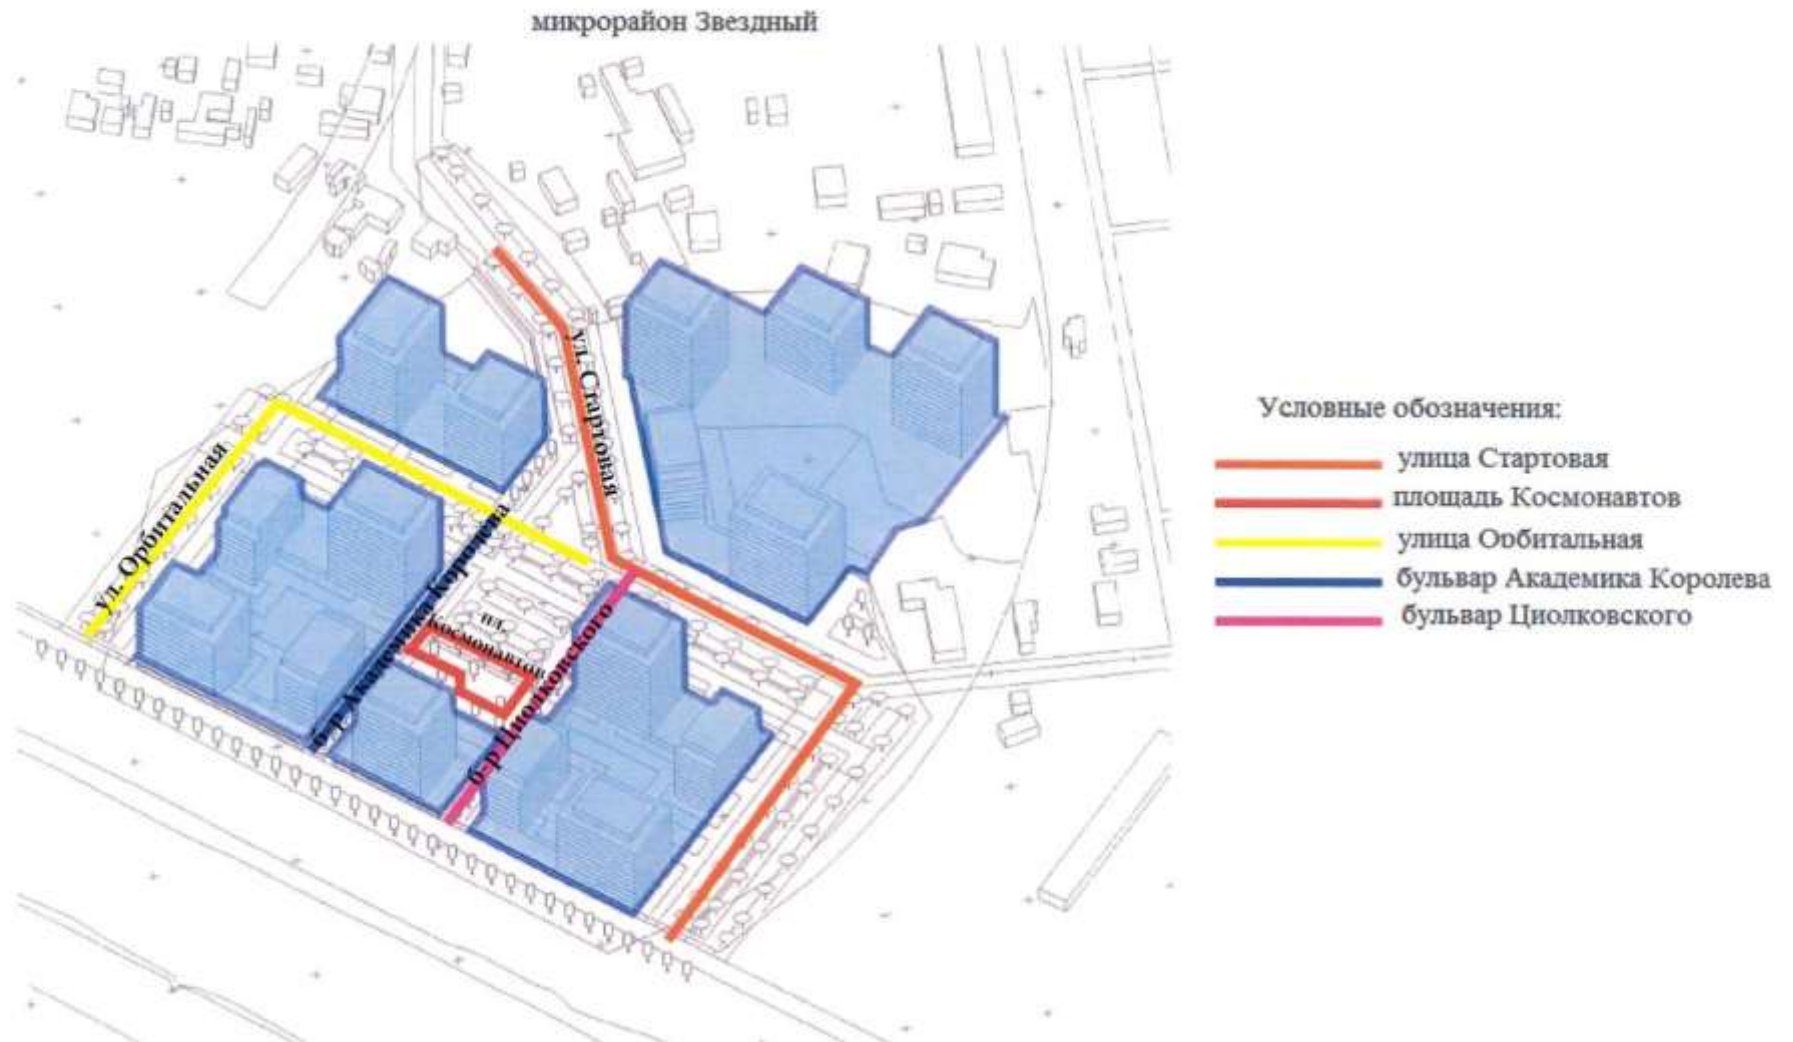 микрорайон Звездный
ул. Стартовая
ул. Орбитальная
б-р Академика Королева
пл.
Космонавтов
б-р Циолковского
Условные обозначения:
улица Стартовая
площадь Космонавтов
улица Орбитальная
бульвар Академика Королева
бульвар Циолковского